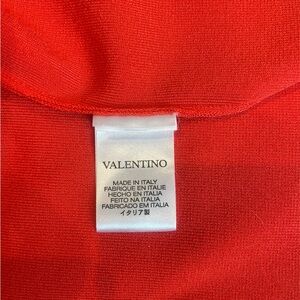 VALENTINO
MADE IN ITALY
FABRIQUE EN ITALIE
HECHO EN ITALIA
FEITO NA ITALIA
FABRICADO EM ITALIA
イタリア製